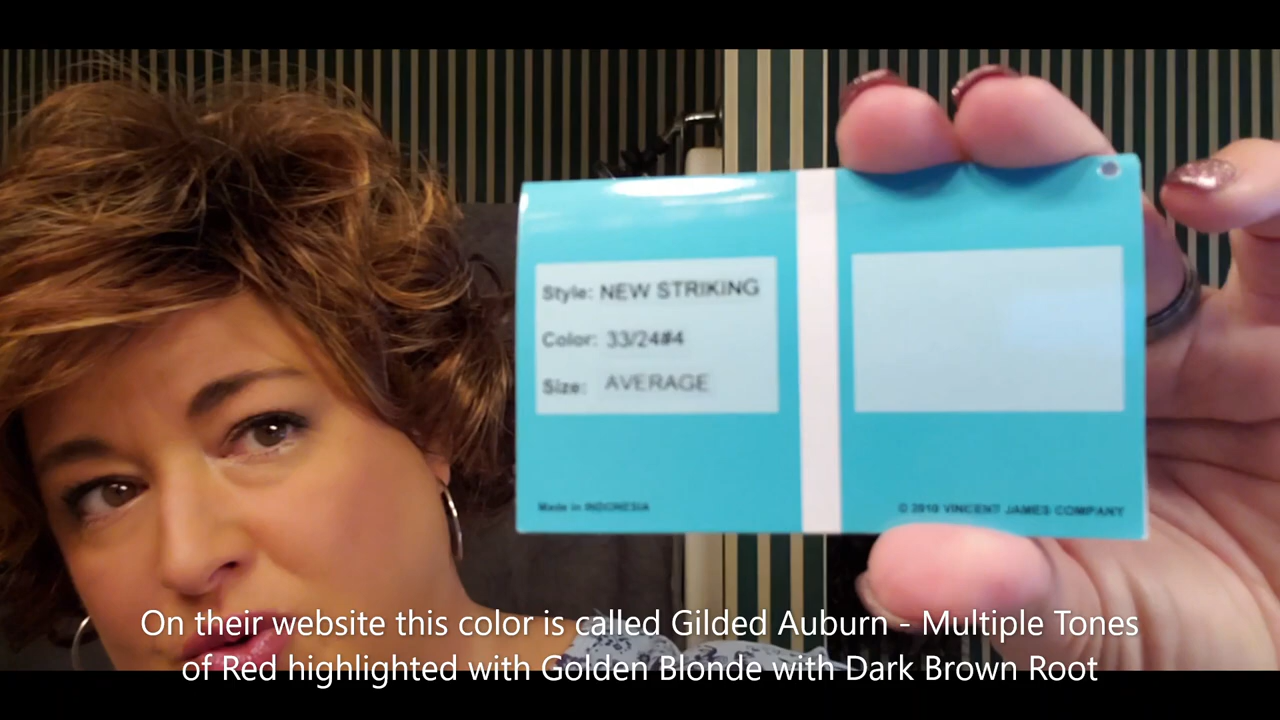 Style: NEW STRIKING
Color: 33/24#4
Size: AVERAGE
Made in INDONESIA
© 2010 VINCENT JAMES COMPANY
On their website this color is called Gilded Auburn - Multiple Tones
of Red highlighted with Golden Blonde with Dark Brown Root